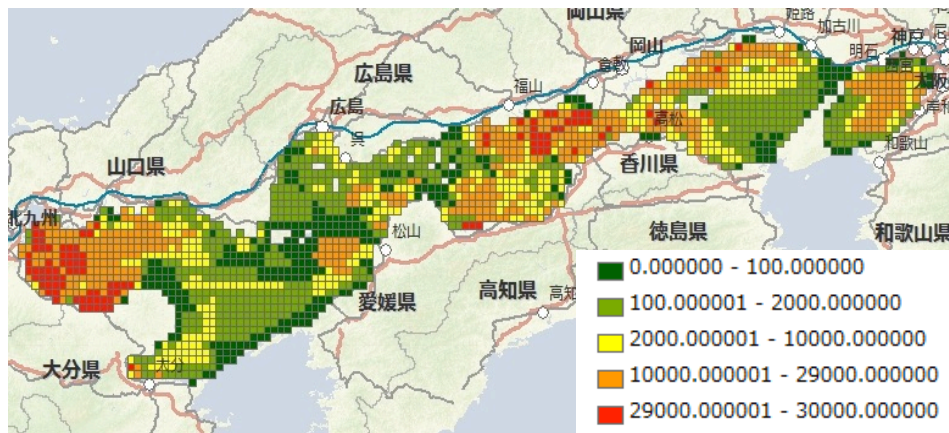 岡山県
姫路
加古川
神戸
明石
岡山
倉敷
大阪
広島県
福山
広島
呉
高松
岸和
和歌山
山口県
香川県
北九州
松山
徳島県
和歌山県
愛媛県
高知県
高知
大分県
大分
0.000000 - 100.000000
100.000001 - 2000.000000
2000.000001 - 10000.000000
10000.000001 - 29000.000000
29000.000001 - 30000.000000